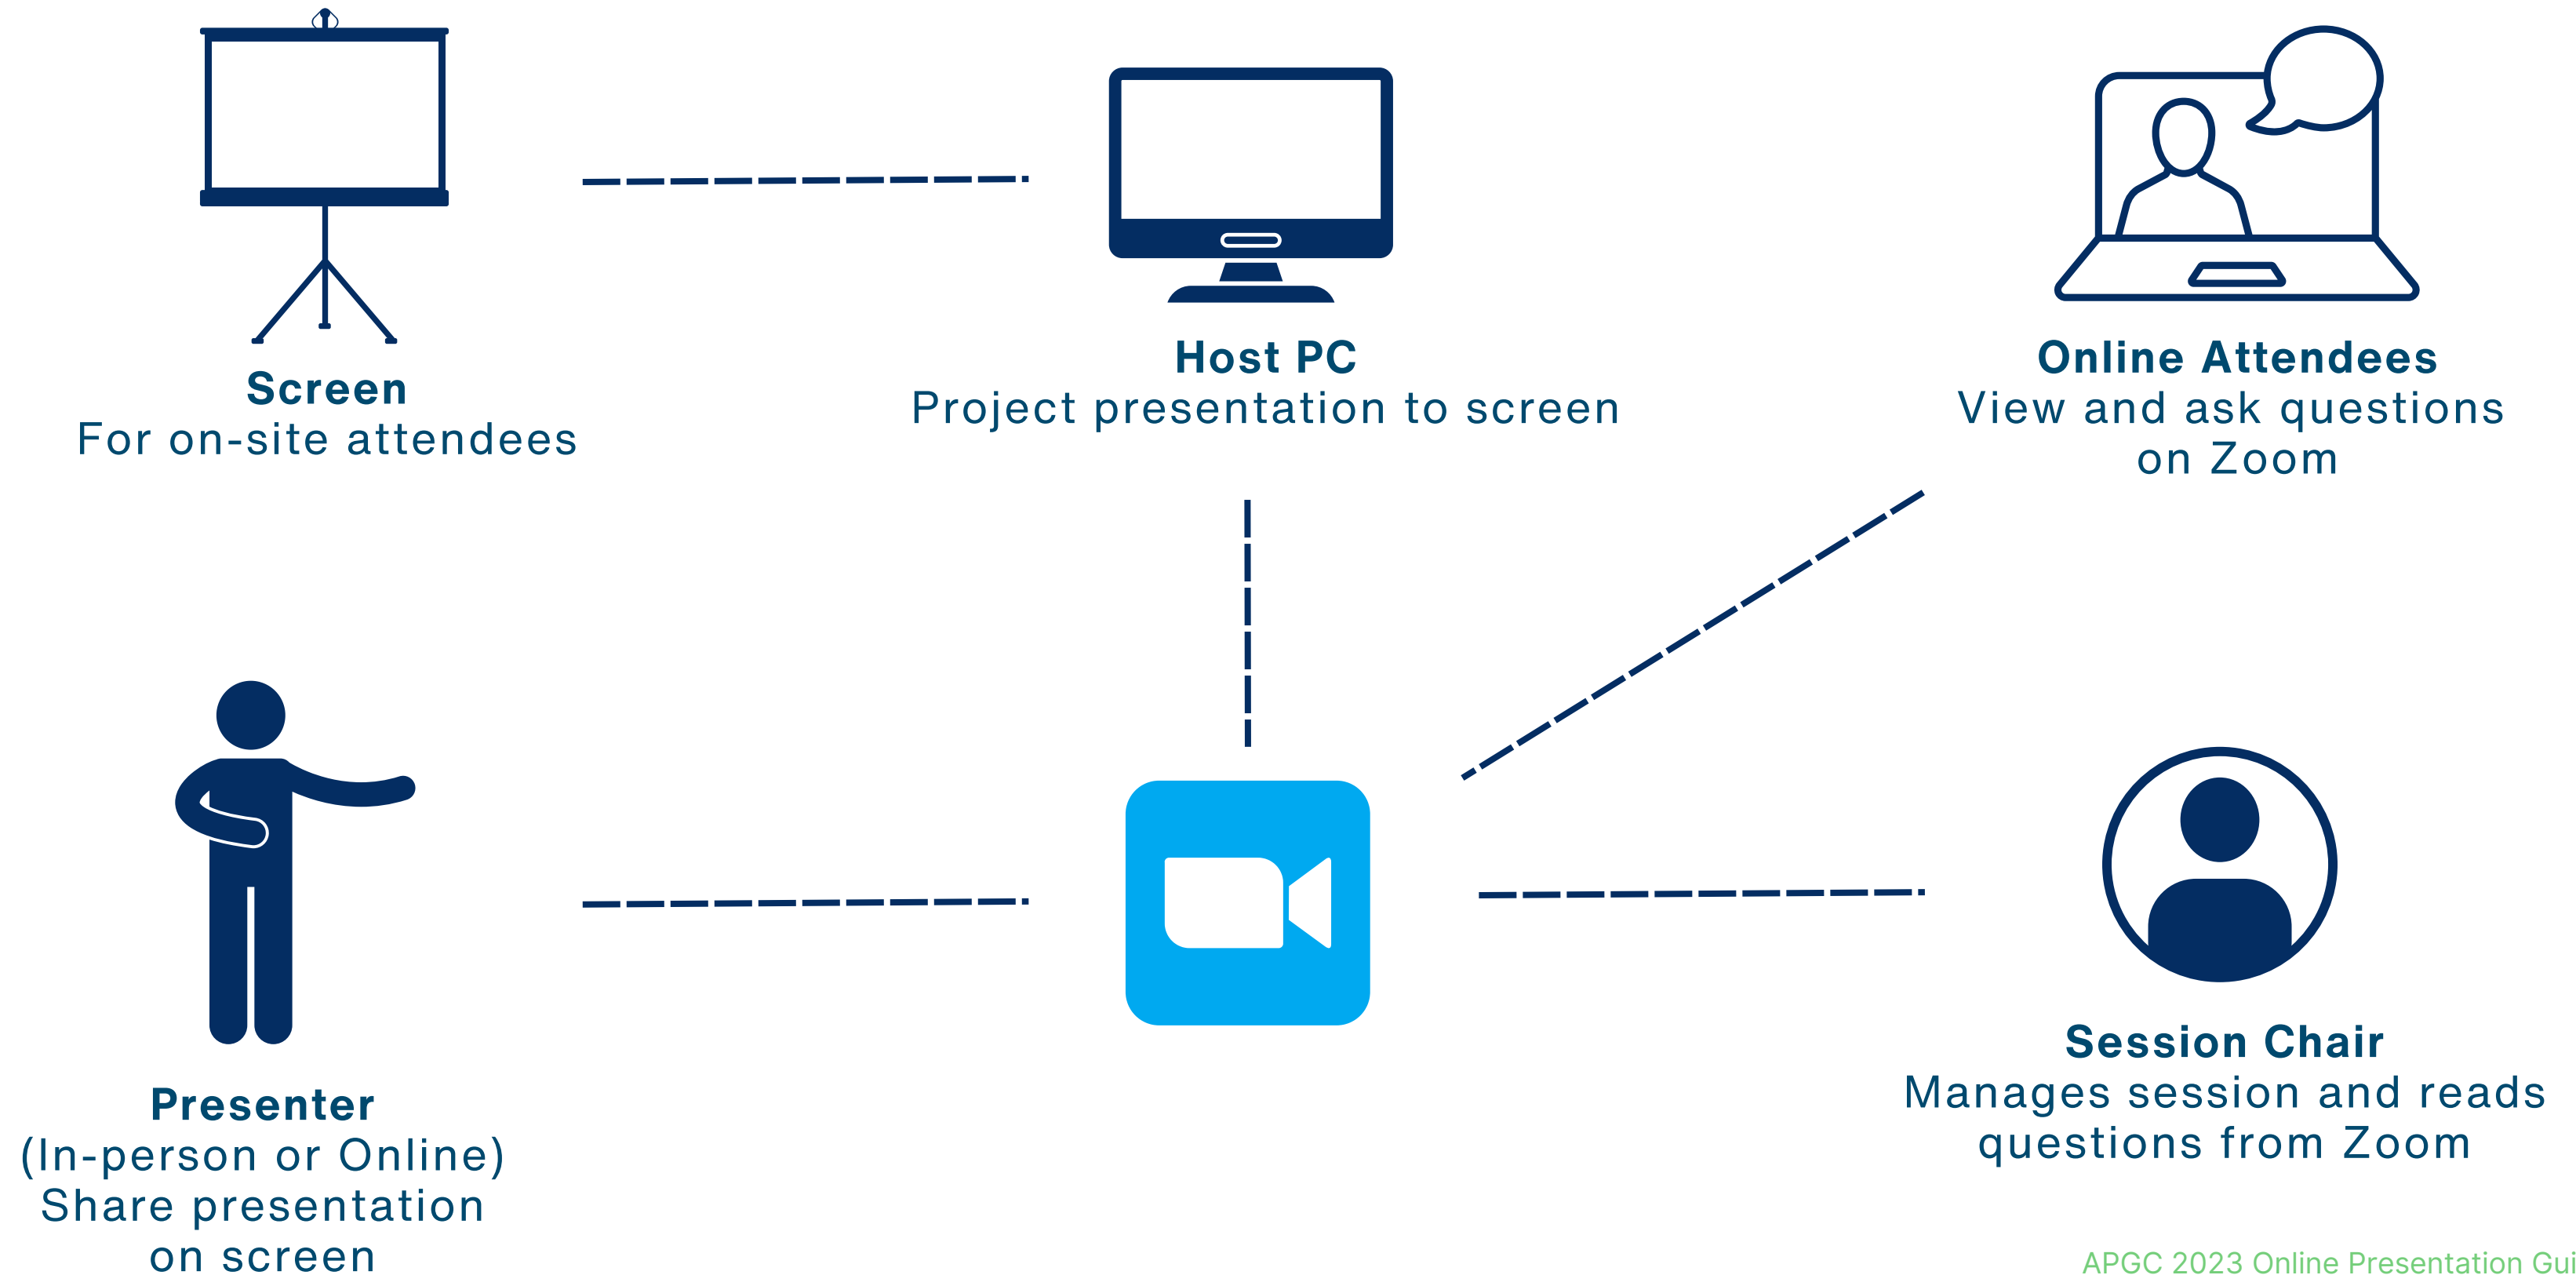 Screen
For on-site attendees
Host PC
Project presentation to screen
Online Attendees
View and ask questions
on Zoom
Presenter
(In-person or Online)
Share presentation
on screen
Session Chair
Manages session and reads
questions from Zoom
APGC 2023 Online Presentation Gui